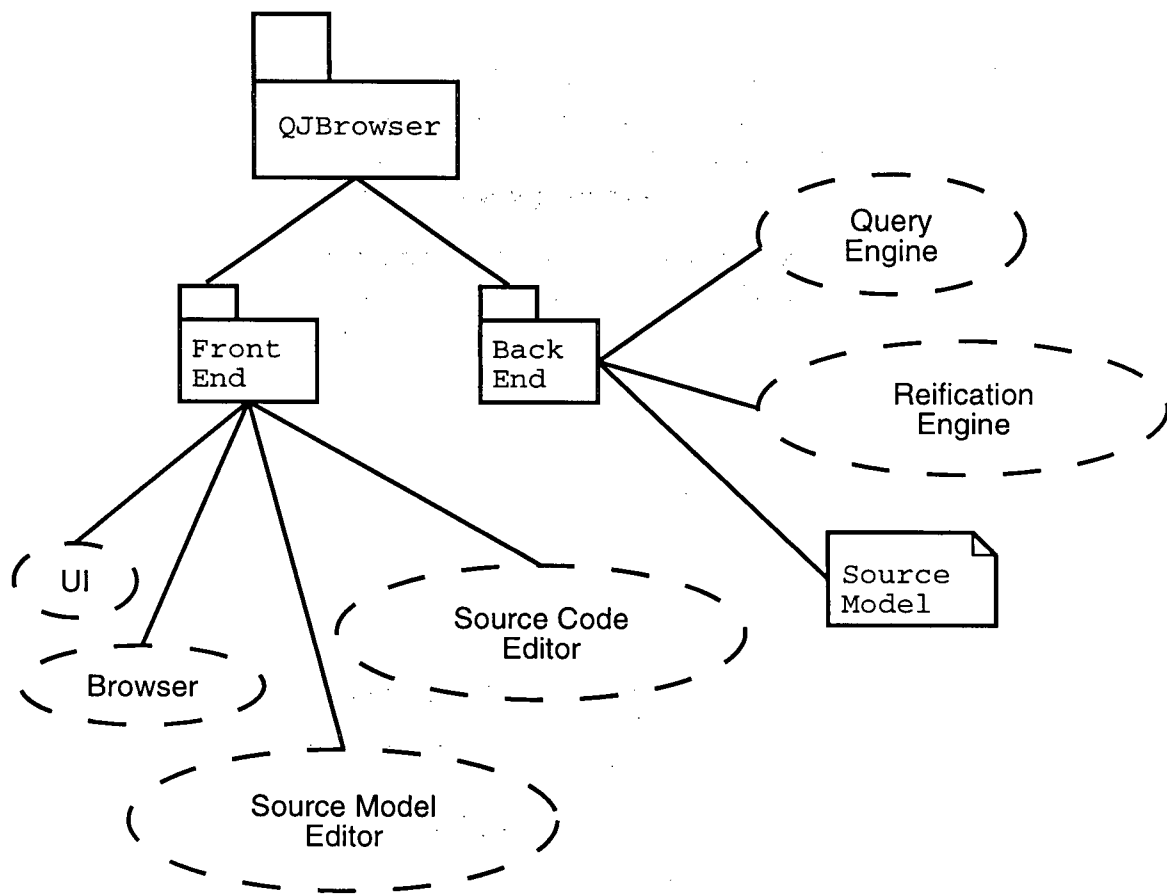 QJBrowser
Query
Engine
Front
End
Back
End
Reification
Engine
UI
Source
Model
Source Code
Editor
Browser
Source Model
Editor